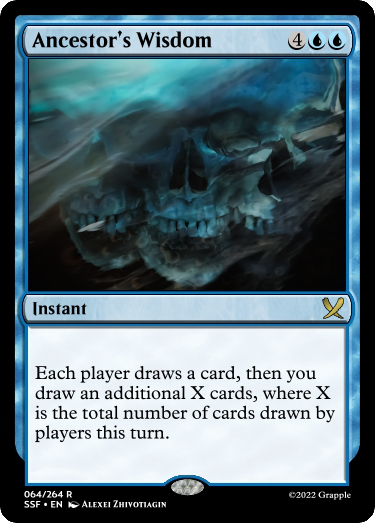 Ancestor's Wisdom 4
Instant
Each player draws a card, then you
draw an additional X cards, where X
is the total number of cards drawn by
players this turn.
064/264 R
SSF • EN Alexei Zhivotiagin
©2022 Grapple